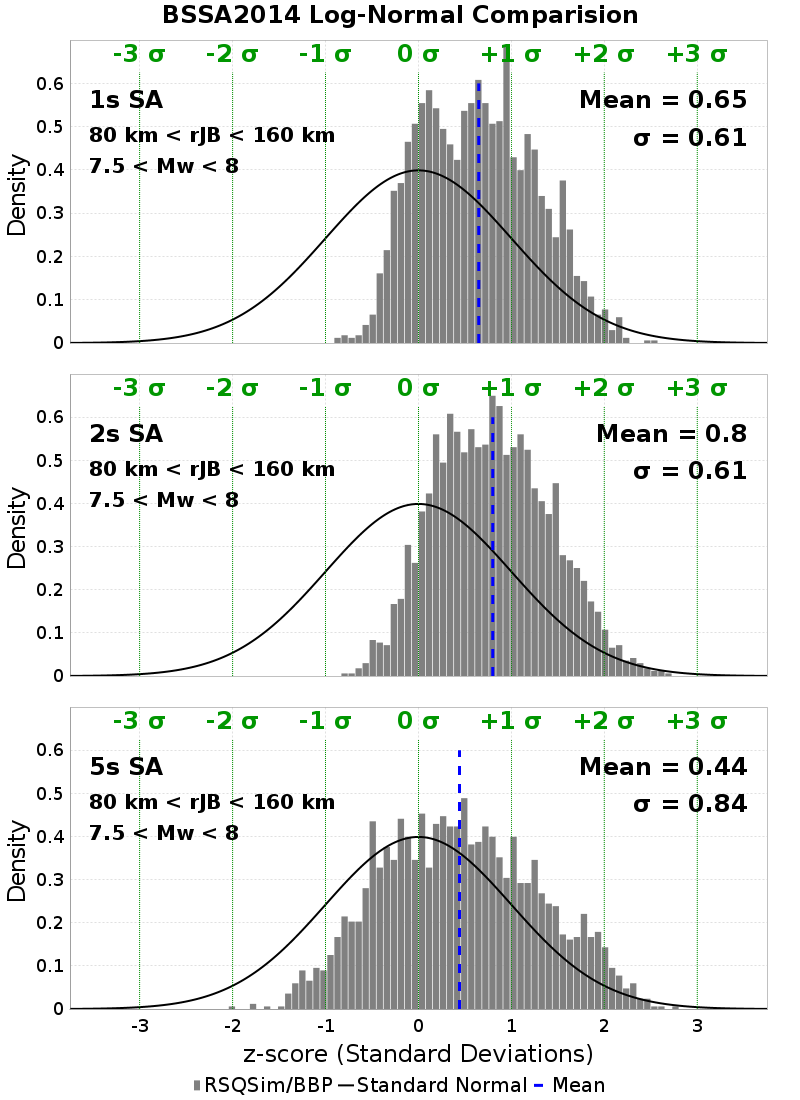 BSSA2014 Log-Normal Comparision
-3 σ -2 σ -1 σ 0 σ +1 σ +2 σ +3 σ
1s SA
80 km < rJB < 160 km
7.5 < Mw < 8
Mean = 0.65
σ = 0.61
Density
0.6
0.5
0.4
0.3
0.2
0.1
0
-3 σ -2 σ -1 σ 0 σ +1 σ +2 σ +3 σ
2s SA
80 km < rJB < 160 km
7.5 < Mw < 8
Mean = 0.8
σ = 0.61
Density
0.6
0.5
0.4
0.3
0.2
0.1
0
-3 σ -2 σ -1 σ 0 σ +1 σ +2 σ +3 σ
5s SA
80 km < rJB < 160 km
7.5 < Mw < 8
Mean = 0.44
σ = 0.84
Density
0.6
0.5
0.4
0.3
0.2
0.1
0
-3 -2 -1 0 1 2 3
z-score (Standard Deviations)
RSQSim/BBP Standard Normal Mean